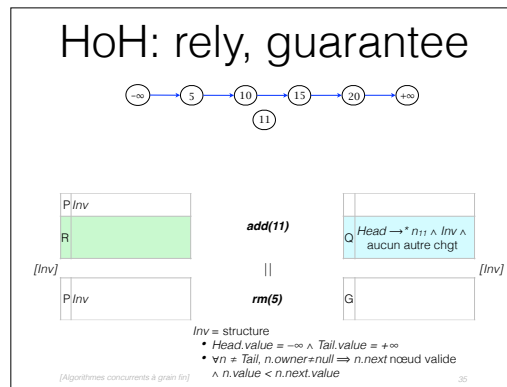 HoH: rely, guarantee
−∞ 5 10 15 20 +∞
11
P Inv
R
add(11)
Q Head →* n11 ∧ Inv ∧
aucun autre chgt
[Inv] || [Inv]
P Inv rm(5) G
Inv = structure
• Head.value = −∞ ∧ Tail.value = +∞
• ∀n ≠ Tail, n.owner≠null ⟹ n.next nœud valide
∧ n.value < n.next.value
[Algorithmes concurrents à grain fin] 35